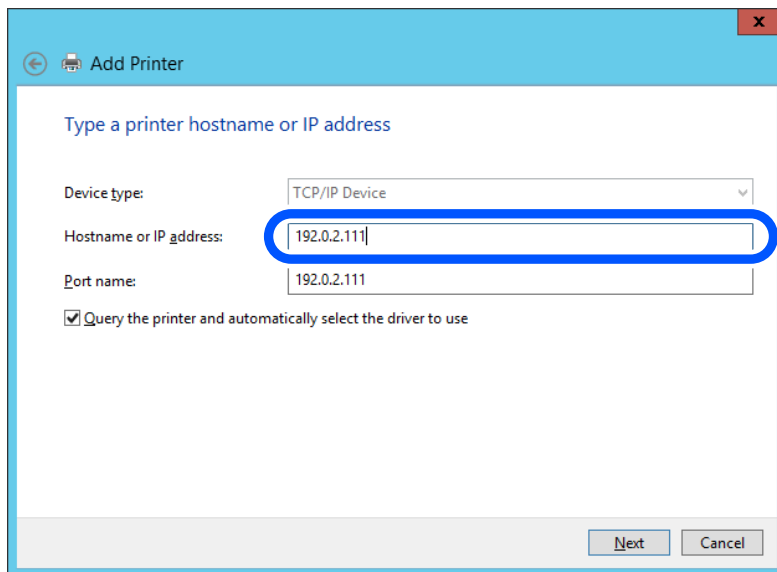 x
Add Printer
Type a printer hostname or IP address
Device type: TCP/IP Device
Hostname or IP address: 192.0.2.111
Port name: 192.0.2.111
Query the printer and automatically select the driver to use
Next Cancel